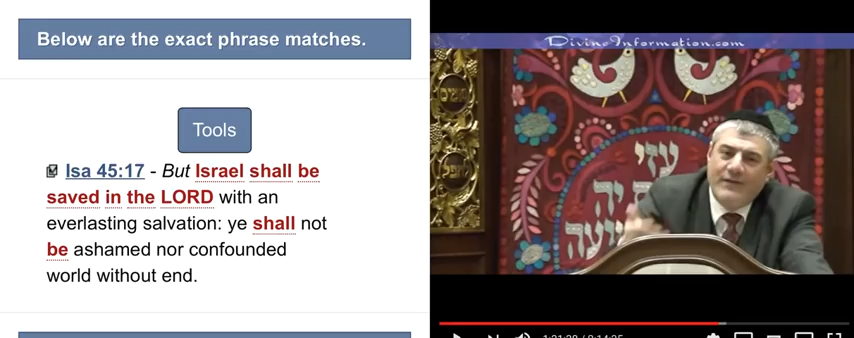 Below are the exact phrase matches.
Tools
Isa 45:17 - But Israel shall be
saved in the LORD with an
everlasting salvation: ye shall not
be ashamed nor confounded
world without end.
DivineInformation.com
עזי